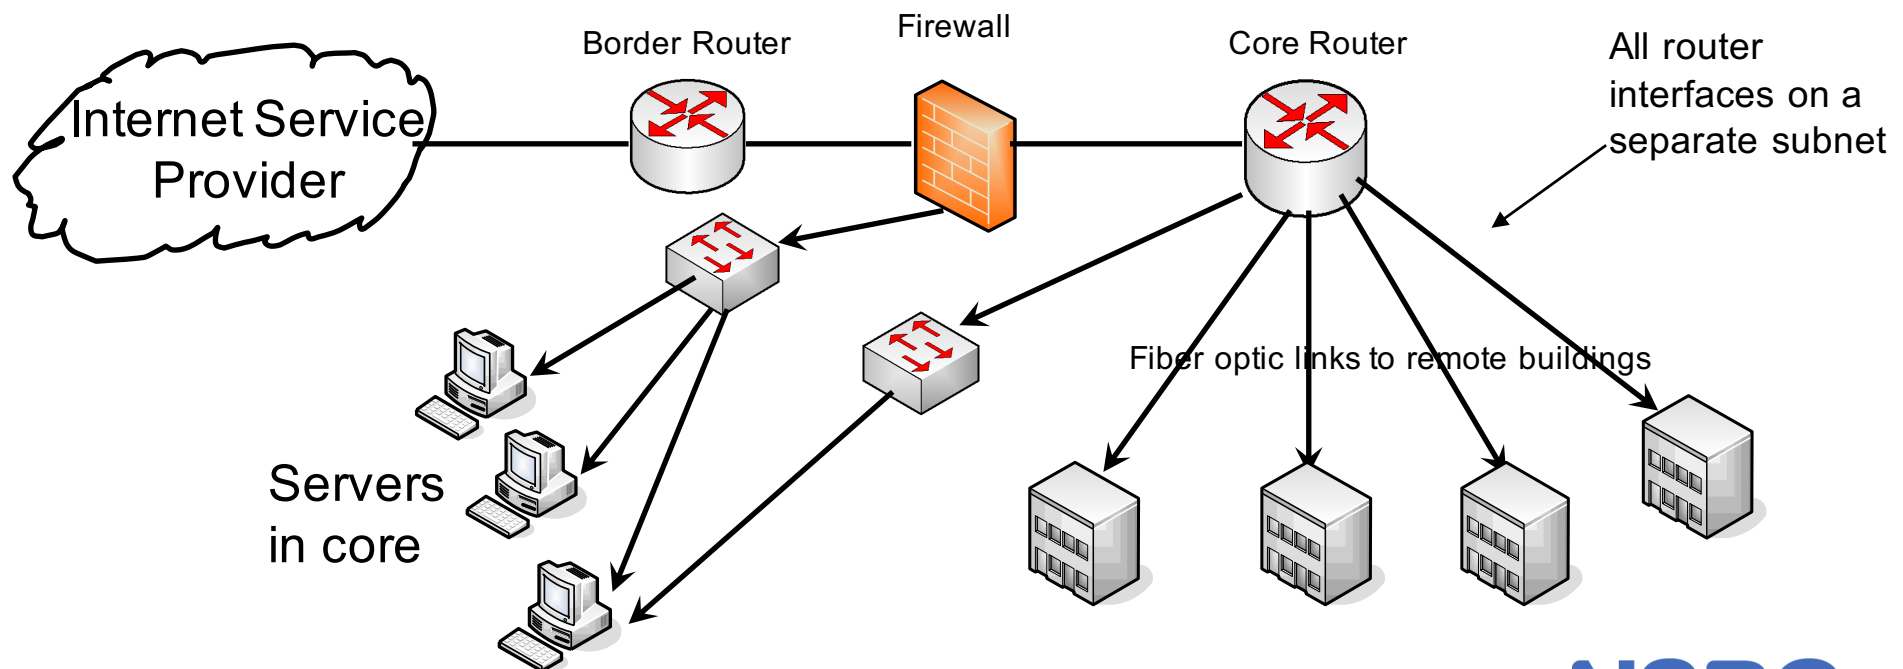 Firewall
Border Router
Core Router
All router
interfaces on a
separate subnet
Internet Service
Provider
Fiber optic links to remote buildings
Servers
in core